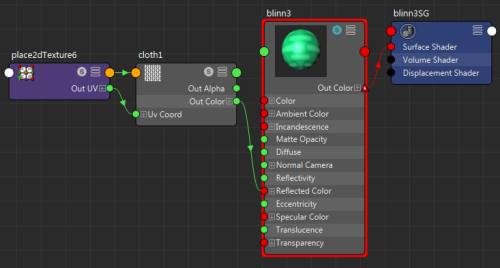 place2dTexture6
Out UV
cloth1
Out Alpha
Out Color
Uv Coord
blinn3
Out Color
Color
Ambient Color
Incandescence
Matte Opacity
Diffuse
Normal Camera
Reflectivity
Reflected Color
Eccentricity
Specular Color
Translucence
Transparency
blinn3SG
Surface Shader
Volume Shader
Displacement Shader